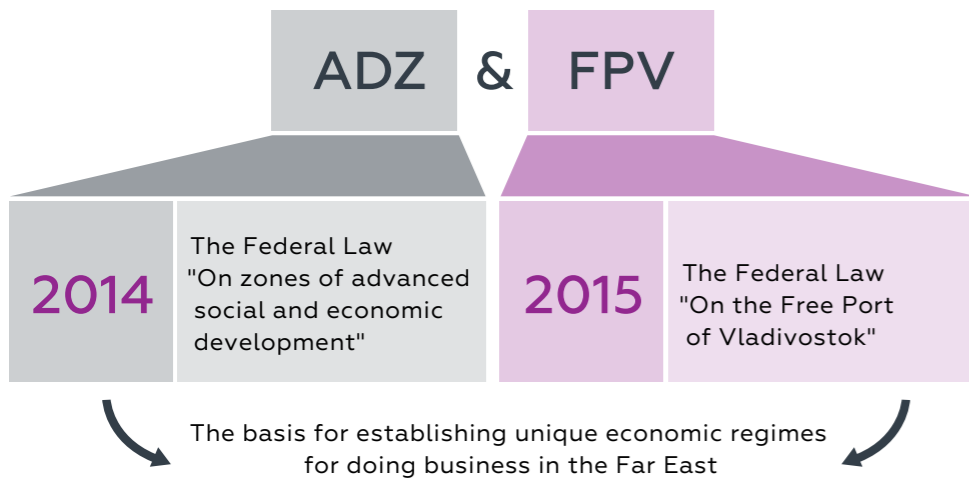 ADZ & FPV
2014
The Federal Law
"On zones of advanced
social and economic
development"
2015
The Federal Law
"On the Free Port
of Vladivostok"
The basis for establishing unique economic regimes
for doing business in the Far East